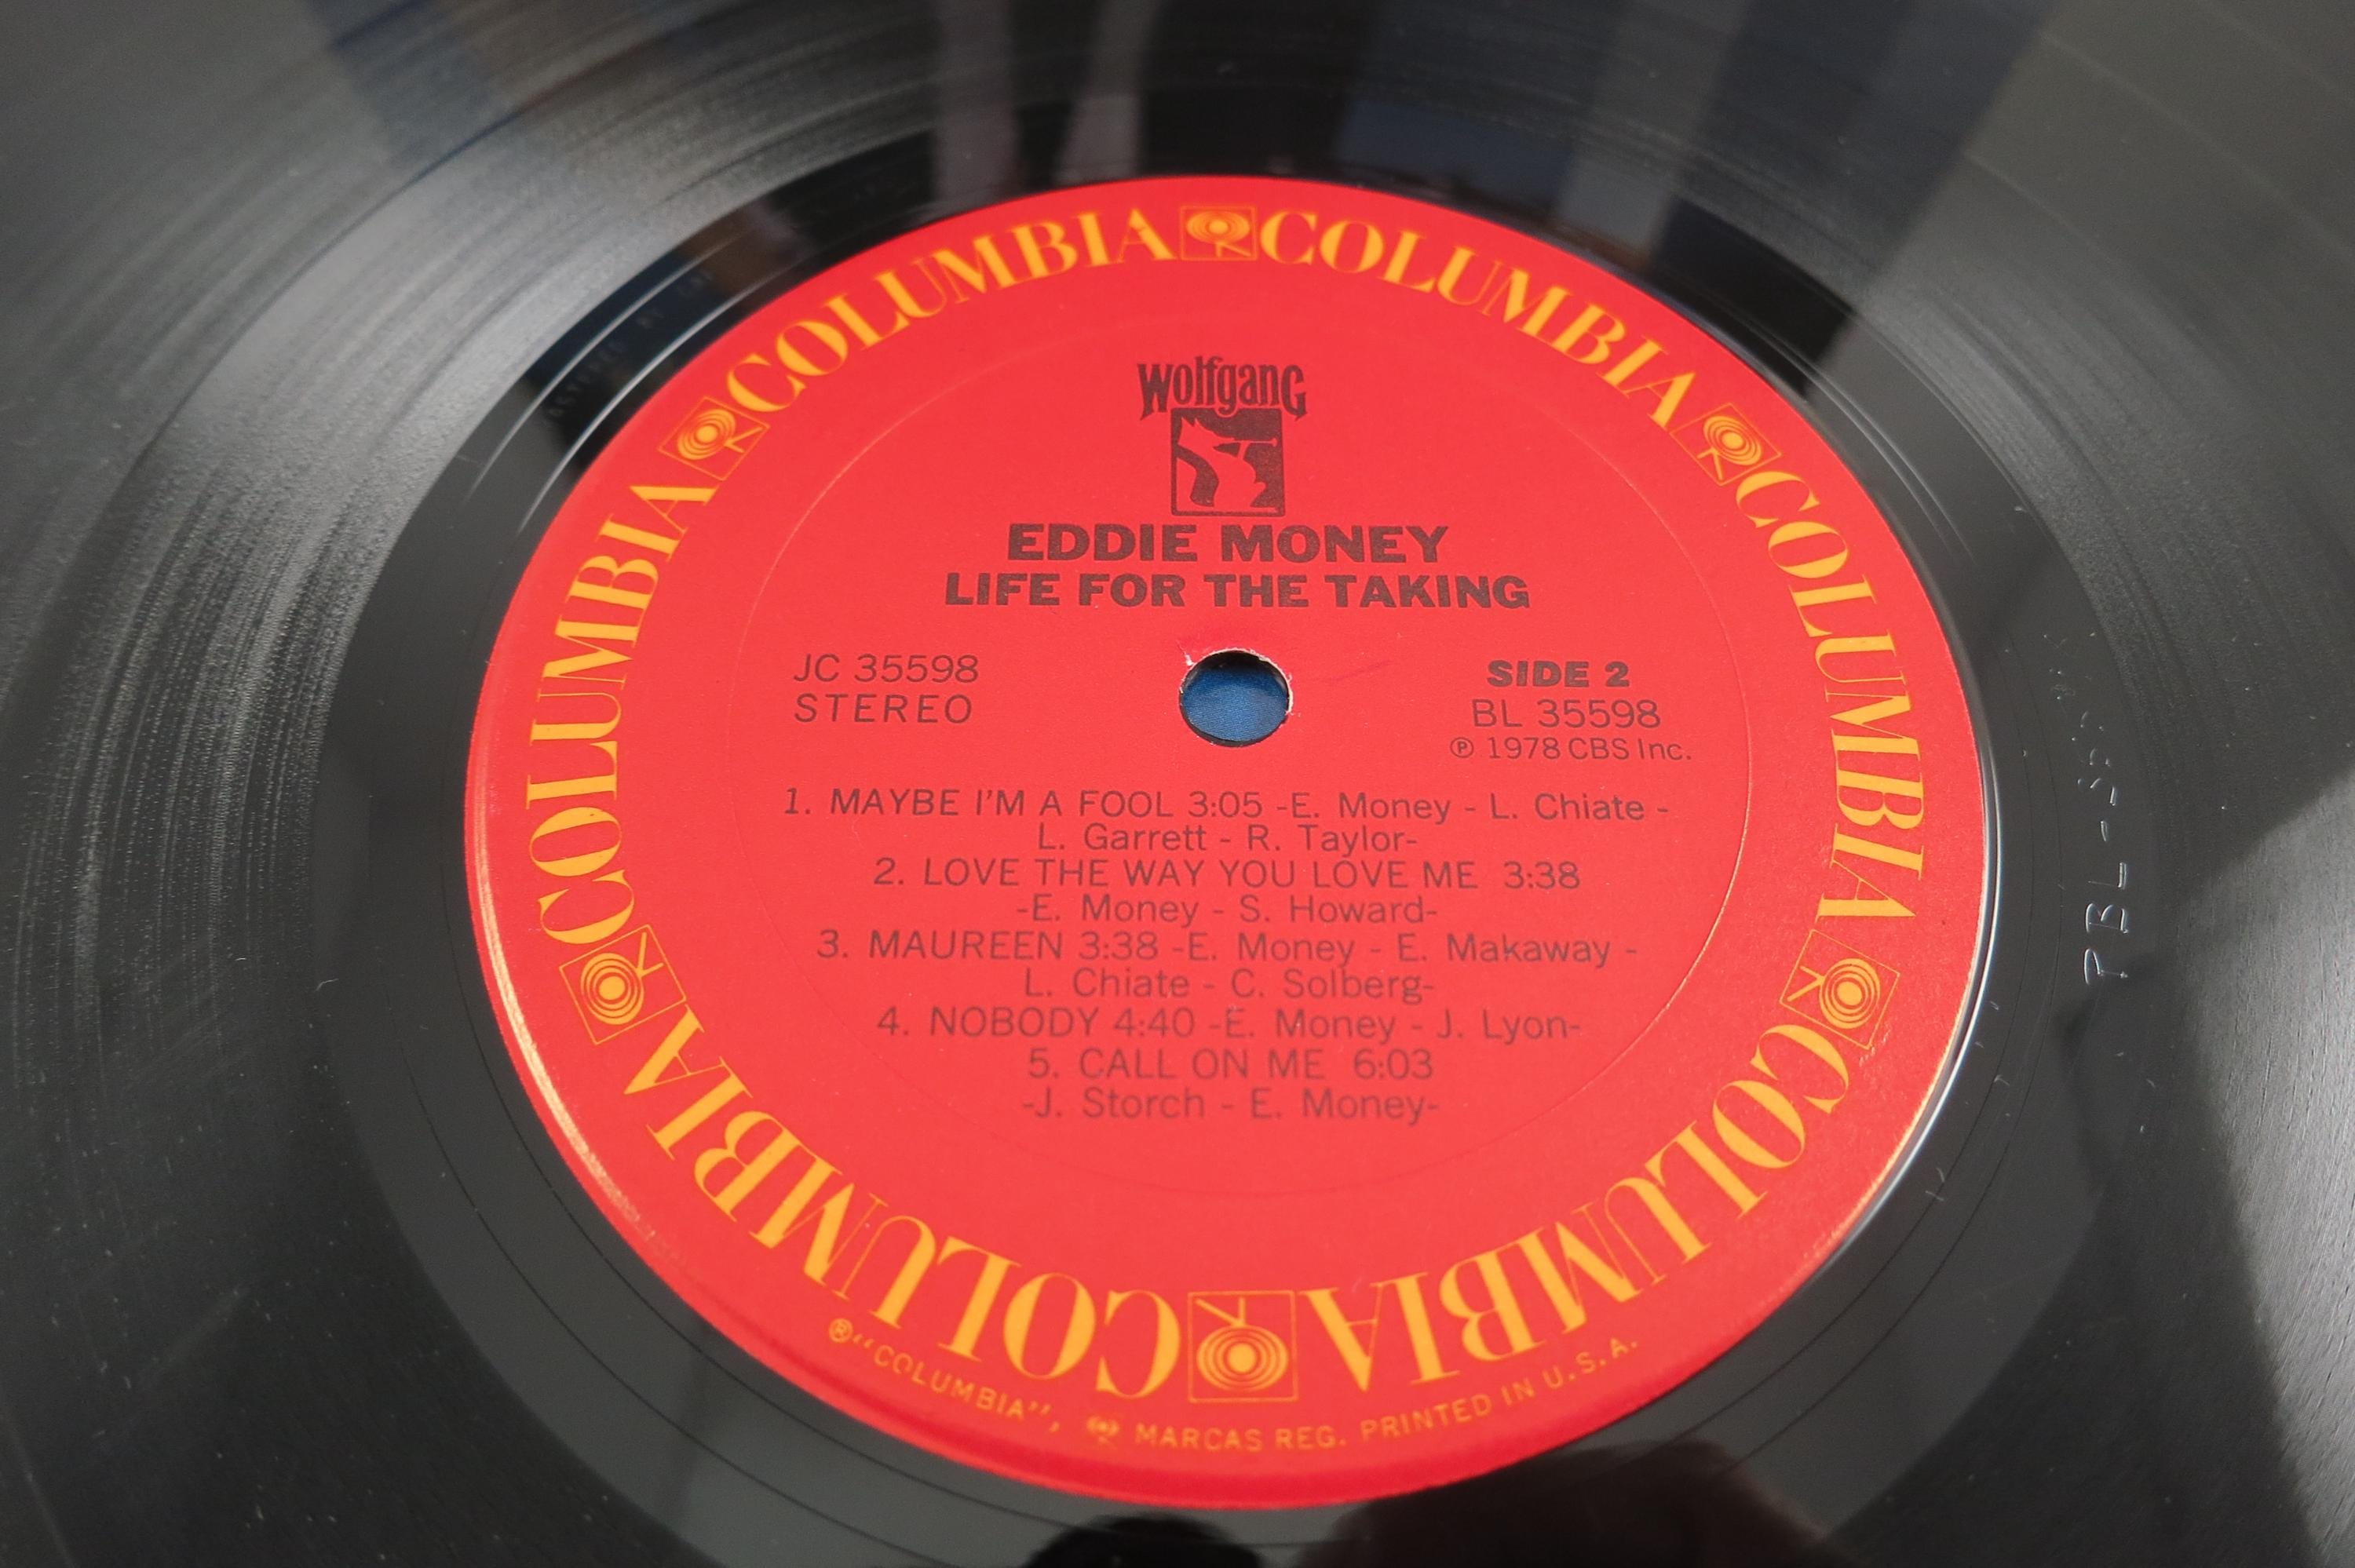 COLUMBIA COLUMBIA COLUMBIA COLUMBIA COLUMBIA COLUMBIA
Wolfgang
EDDIE MONEY
LIFE FOR THE TAKING
JC 35598
STEREO
SIDE 2
BL 35598
Ⓟ 1978 CBS Inc.
1. MAYBE I'M A FOOL 3:05 -E. Money - L. Chiate -
L. Garrett - R. Taylor-
2. LOVE THE WAY YOU LOVE ME 3:38
-E. Money - S. Howard-
3. MAUREEN 3:38 -E. Money - E. Makaway -
L. Chiate - C. Solberg-
4. NOBODY 4:40 -E. Money - J. Lyon-
5. CALL ON ME 6:03
-J. Storch - E. Money-
®"COLUMBIA", MARCAS REG. PRINTED IN U.S.A.